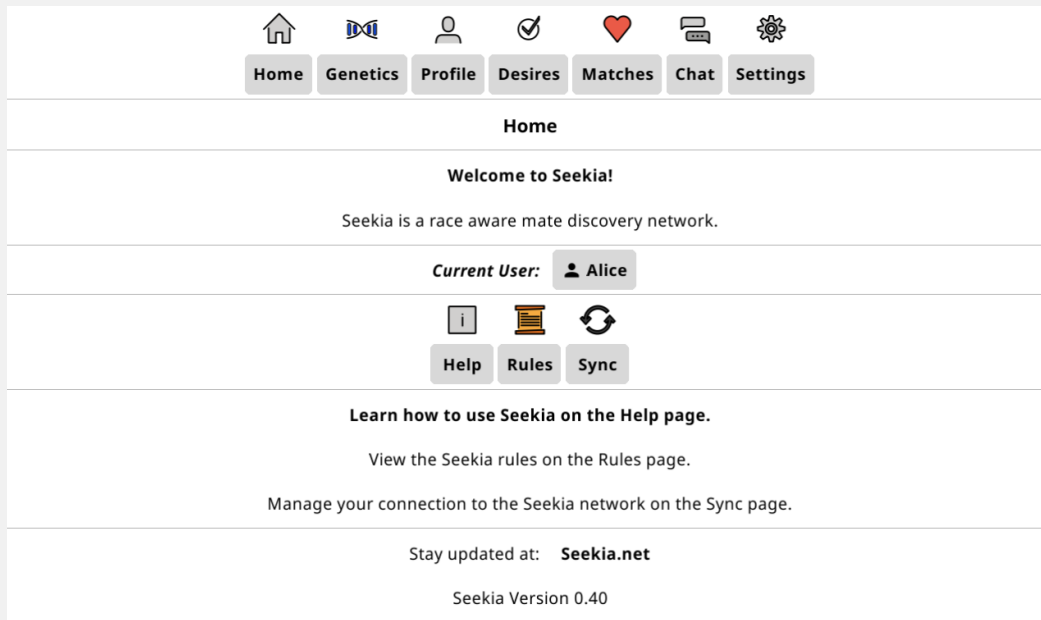 Home Genetics Profile Desires Matches Chat Settings
Home
Welcome to Seekia!
Seekia is a race aware mate discovery network.
Current User: Alice
i
Help Rules Sync
Learn how to use Seekia on the Help page.
View the Seekia rules on the Rules page.
Manage your connection to the Seekia network on the Sync page.
Stay updated at: Seekia.net
Seekia Version 0.40